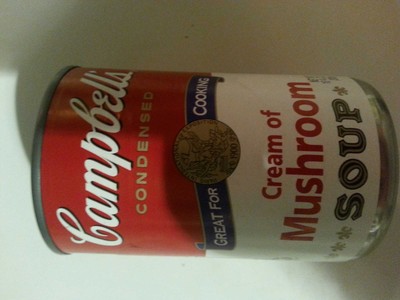 Campbell's
CONDENSED
GREAT FOR COOKING
Cream of
Mushroom
SOUP